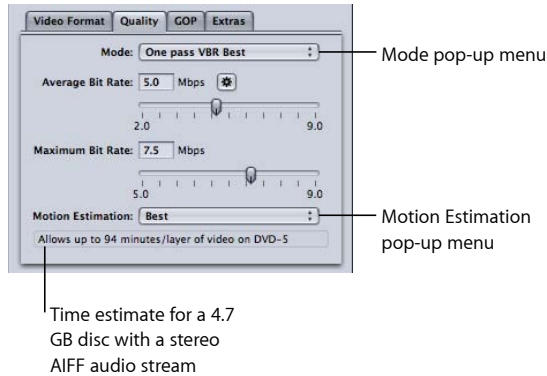 Video Format Quality GOP Extras
Mode: One pass VBR Best
Mode pop-up menu
Average Bit Rate: 5.0 Mbps
2.0 9.0
Maximum Bit Rate: 7.5 Mbps
5.0 9.0
Motion Estimation: Best
Motion Estimation
pop-up menu
Allows up to 94 minutes/layer of video on DVD-5
Time estimate for a 4.7
GB disc with a stereo
AIFF audio stream